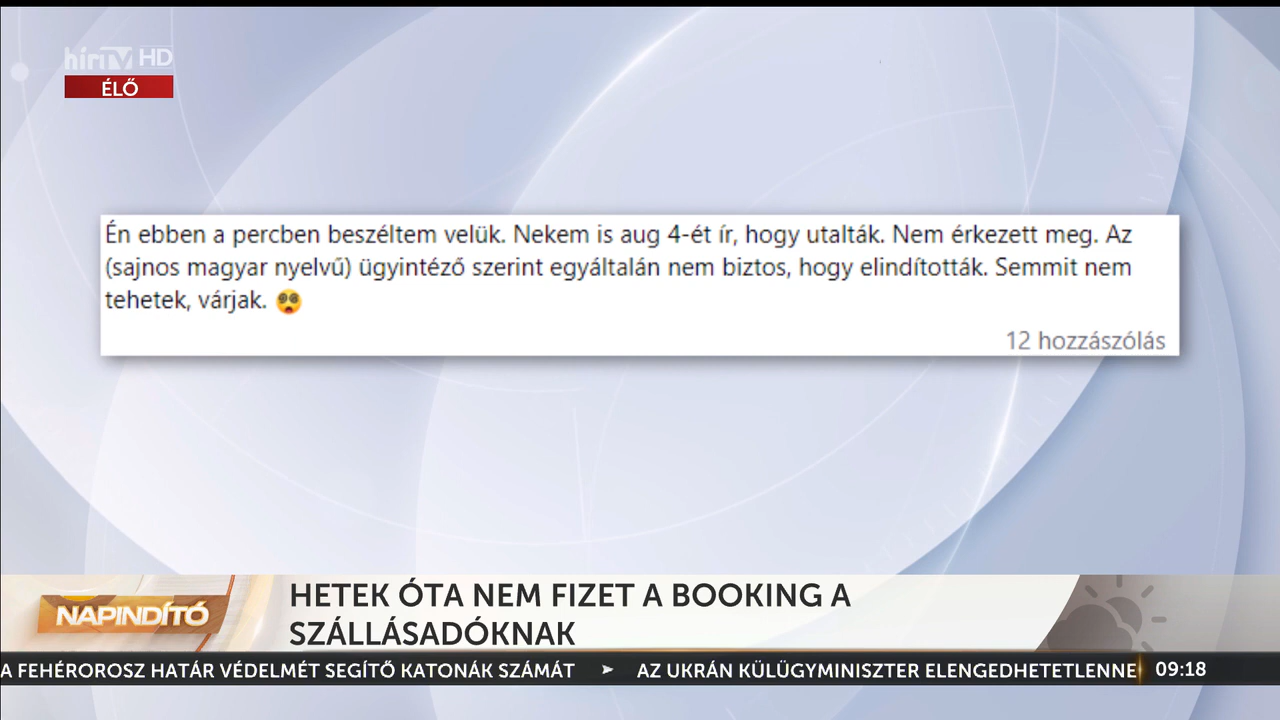 hírTV HD
ÉLŐ
Én ebben a percben beszéltem velük. Nekem is aug 4-ét ír, hogy utalták. Nem érkezett meg. Az
(sajnos magyar nyelvű) ügyintéző szerint egyáltalán nem biztos, hogy elindították. Semmit nem
tehetek, várjak. 😵
12 hozzászólás
NAPINDÍTÓ
HETEK ÓTA NEM FIZET A BOOKING A
SZÁLLÁSADÓKNAK
A FEHÉROROSZ HATÁR VÉDELMÉT SEGÍTŐ KATONÁK SZÁMÁT ➤ AZ UKRÁN KÜLÜGYMINISZTER ELENGEDHETETLENNE 09:18